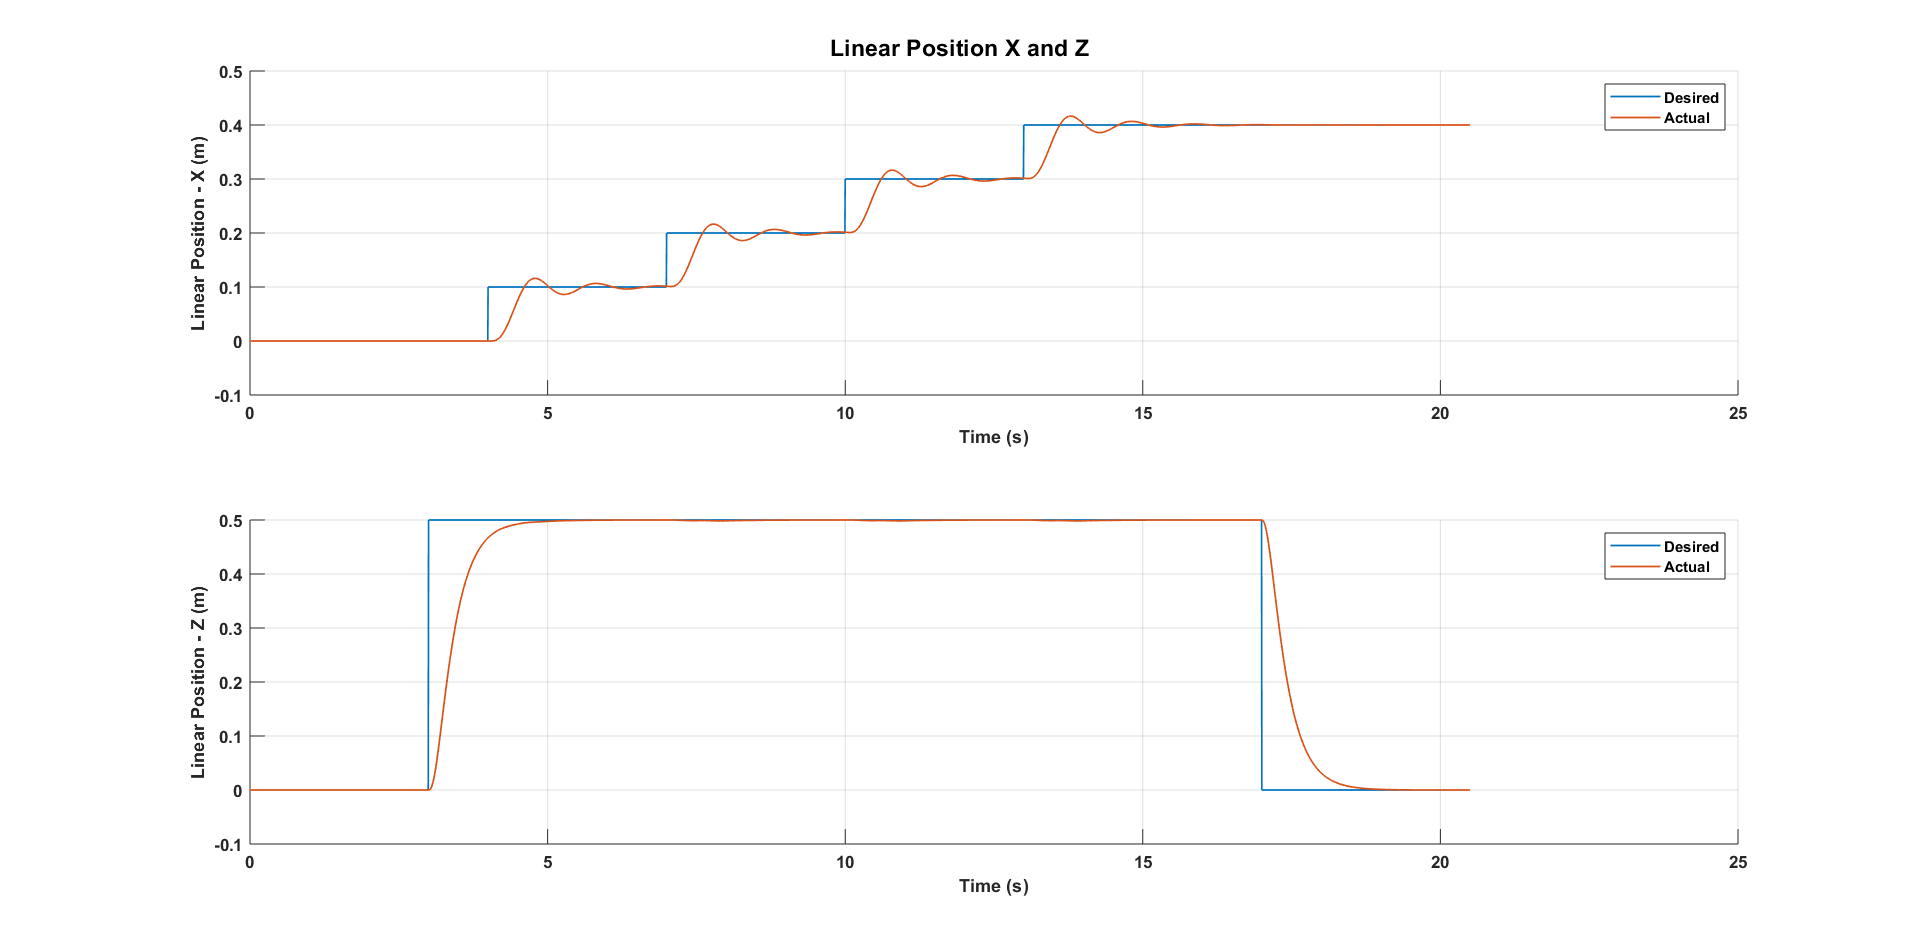 Linear Position X and Z
0.5
0.4
0.3
0.2
0.1
0
-0.1
Linear Position - X (m)
Desired
Actual
0 5 10 15 20 25
Time (s)
0.5
0.4
0.3
0.2
0.1
0
-0.1
Linear Position - Z (m)
Desired
Actual
0 5 10 15 20 25
Time (s)